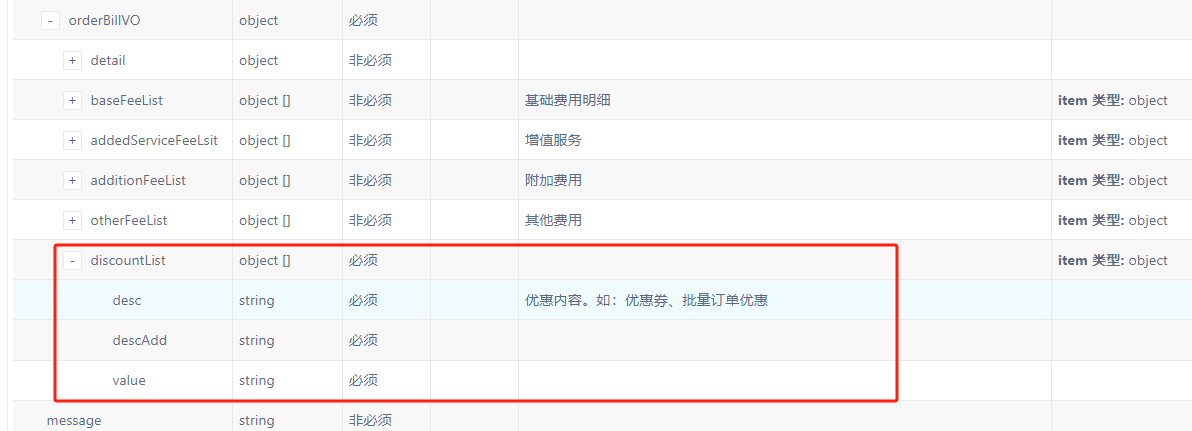 - orderBillVO object 必须
+ detail object 非必须
+ baseFeeList object [] 非必须 基础费用明细 item 类型: object
+ addedServiceFeeLsit object [] 非必须 增值服务 item 类型: object
+ additionFeeList object [] 非必须 附加费用 item 类型: object
+ otherFeeList object [] 非必须 其他费用 item 类型: object
- discountList object [] 必须 item 类型: object
desc string 必须 优惠内容。如：优惠券、批量订单优惠
descAdd string 必须
value string 必须
message string 非必须